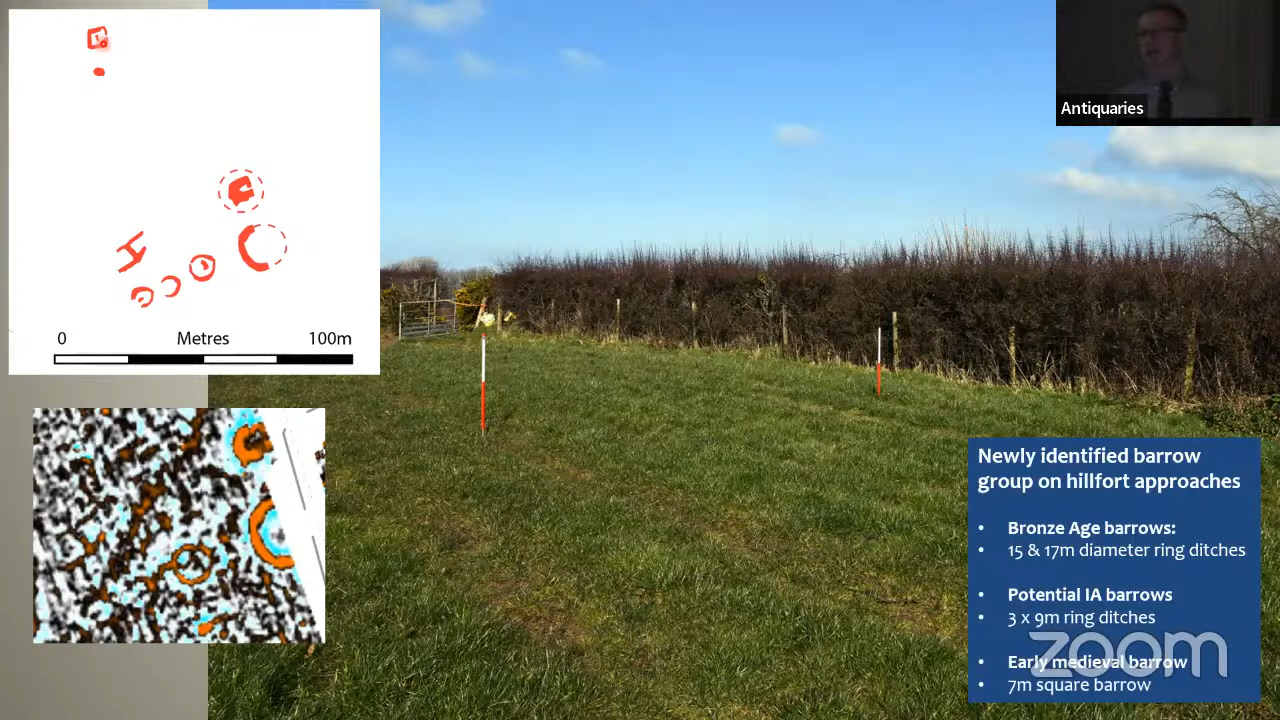 Antiquaries
0 Metres 100m
Newly identified barrow
group on hillfort approaches
• Bronze Age barrows:
• 15 & 17m diameter ring ditches
• Potential IA barrows
• 3 x 9m ring ditches
• Early medieval barrow
• 7m square barrow
zoom